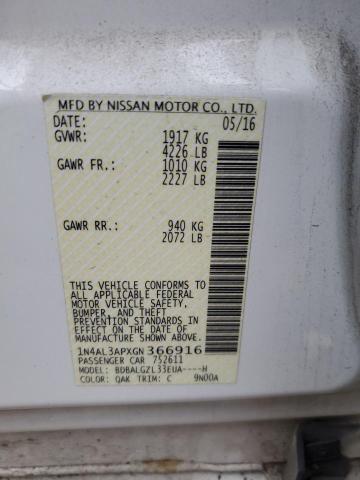 MFD BY NISSAN MOTOR CO., LTD.
DATE: 05/16
GVWR: 1917 KG
4226 LB
GAWR FR.: 1010 KG
2227 LB
GAWR RR.: 940 KG
2072 LB
THIS VEHICLE CONFORMS TO
ALL APPLICABLE FEDERAL
MOTOR VEHICLE SAFETY,
BUMPER, AND THEFT
PREVENTION STANDARDS IN
EFFECT ON THE DATE OF
MANUFACTURE SHOWN ABOVE.
1N4AL3APXGN366916
PASSENGER CAR 752611
MODEL: BDBALGZL33EUA----H
COLOR: QAK TRIM: C 9N00A